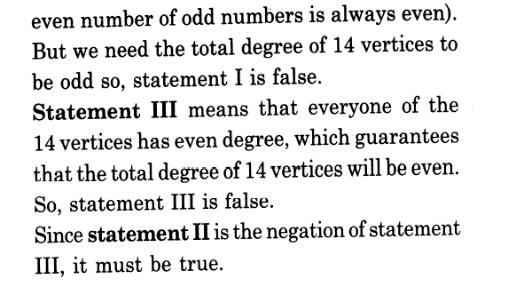 even number of odd numbers is always even).
But we need the total degree of 14 vertices to
be odd so, statement I is false.
Statement III means that everyone of the
14 vertices has even degree, which guarantees
that the total degree of 14 vertices will be even.
So, statement III is false.
Since statement II is the negation of statement
III, it must be true.